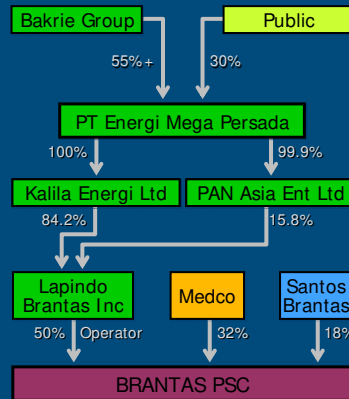 Bakrie Group
Public
55%+
30%
PT Energi Mega Persada
100%
99.9%
Kalila Energi Ltd
PAN Asia Ent Ltd
84.2%
15.8%
Lapindo
Brantas Inc
Medco
Santos
Brantas
50% Operator
32%
18%
BRANTAS PSC